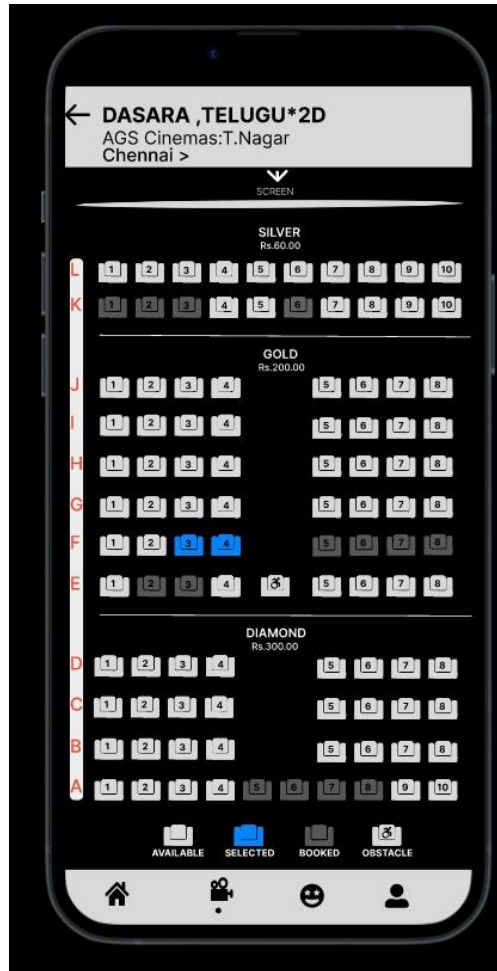 DASARA ,TELUGU*2D
AGS Cinemas:T.Nagar
Chennai >
SCREEN
SILVER
Rs.60.00
L 1 2 3 4 5 6 7 8 9 10
K 1 2 3 4 5 6 7 8 9 10
GOLD
Rs.200.00
J 1 2 3 4 5 6 7 8
I 1 2 3 4 5 6 7 8
H 1 2 3 4 5 6 7 8
G 1 2 3 4 5 6 7 8
F 1 2 3 4 5 6 7 8
E 1 2 3 4 5 6 7 8
DIAMOND
Rs.300.00
D 1 2 3 4 5 6 7 8
C 1 2 3 4 5 6 7 8
B 1 2 3 4 5 6 7 8
A 1 2 3 4 5 6 7 8 9 10
AVAILABLE SELECTED BOOKED OBSTACLE